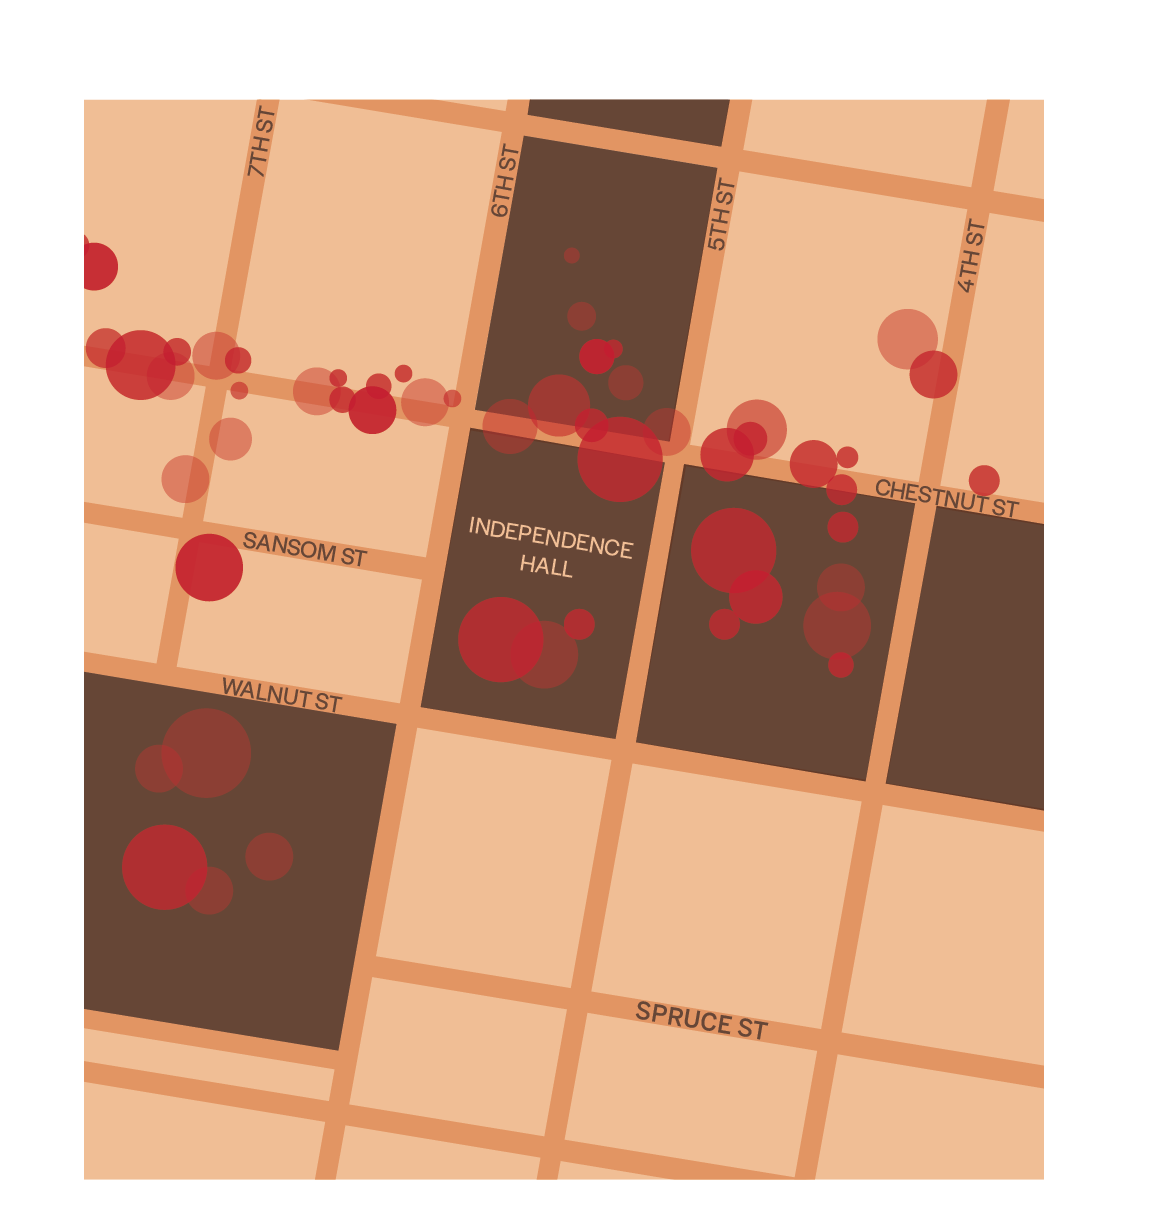 7TH ST
6TH ST
5TH ST
4TH ST
CHESTNUT ST
INDEPENDENCE
HALL
SANSOM ST
WALNUT ST
SPRUCE ST